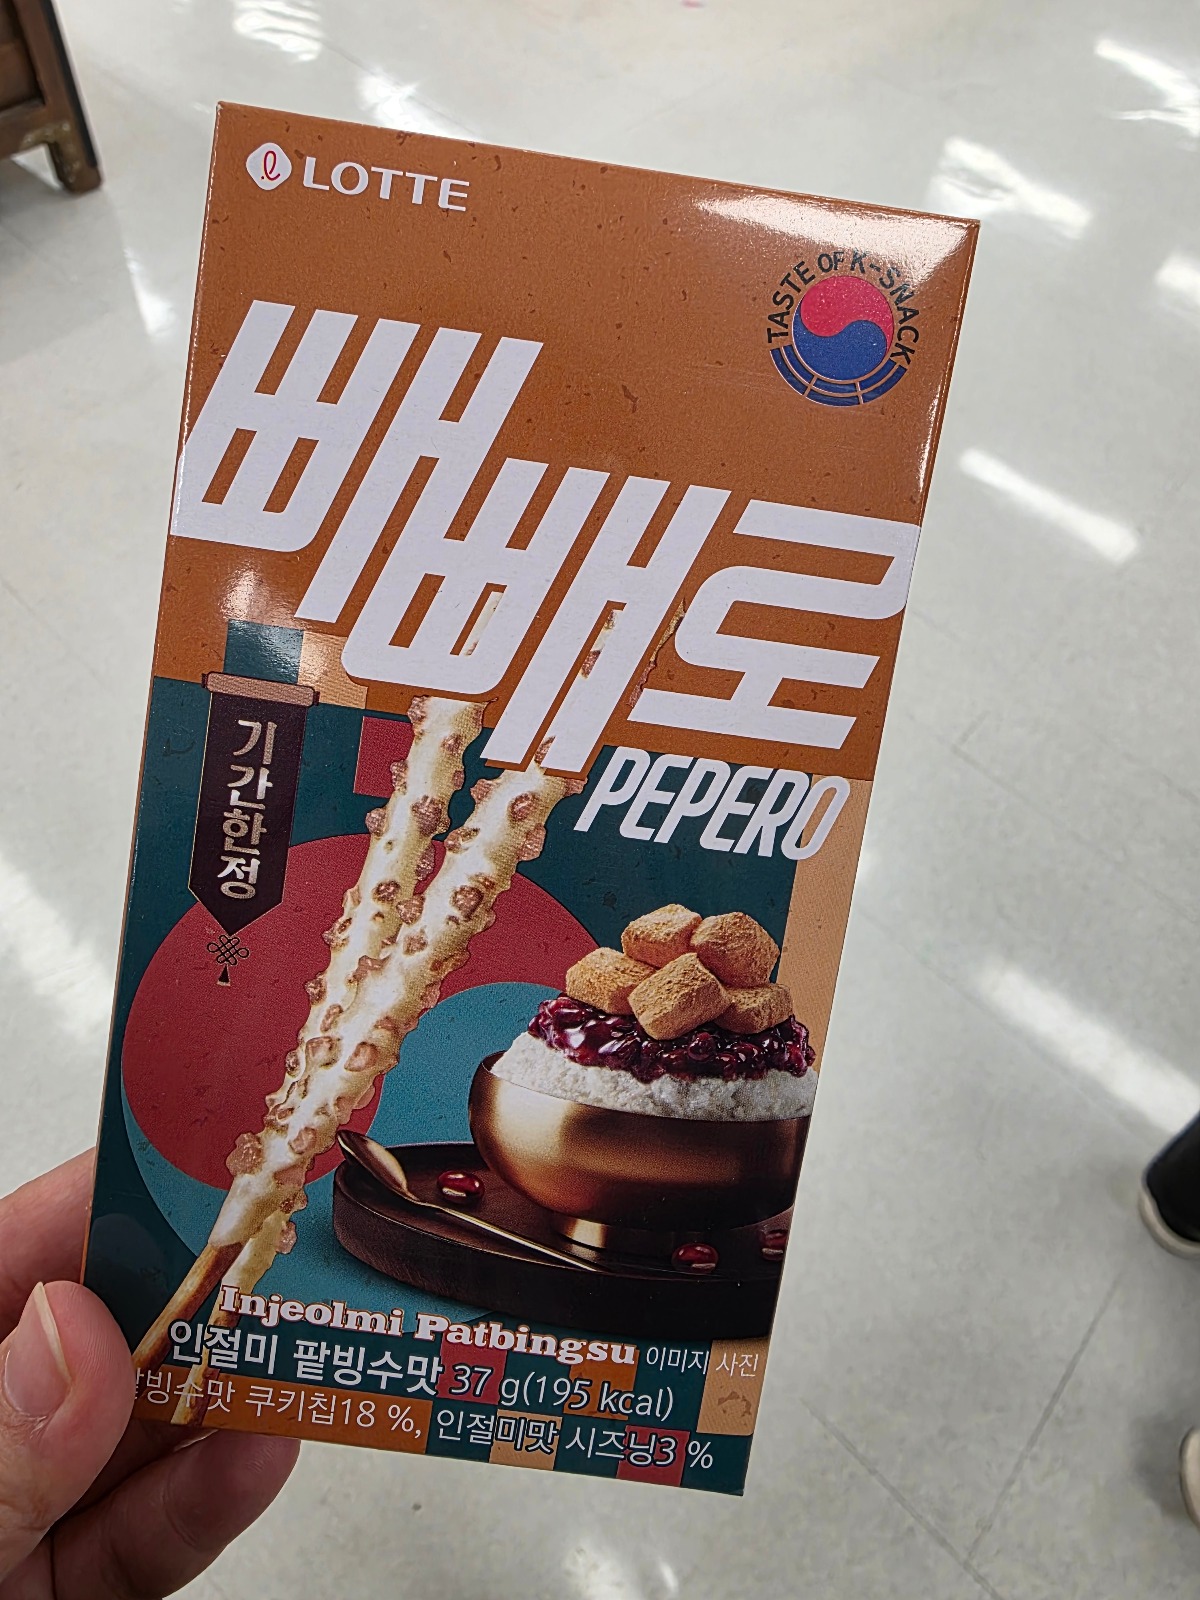 LOTTE
TASTE OF K-SNACK
빼빼로
PEPERO
기간한정
Injeolmi Patbingsu
인절미 팥빙수맛 37 g(195 kcal)
이미지 사진
빙수맛 쿠키칩18 %, 인절미맛 시즈닝3 %